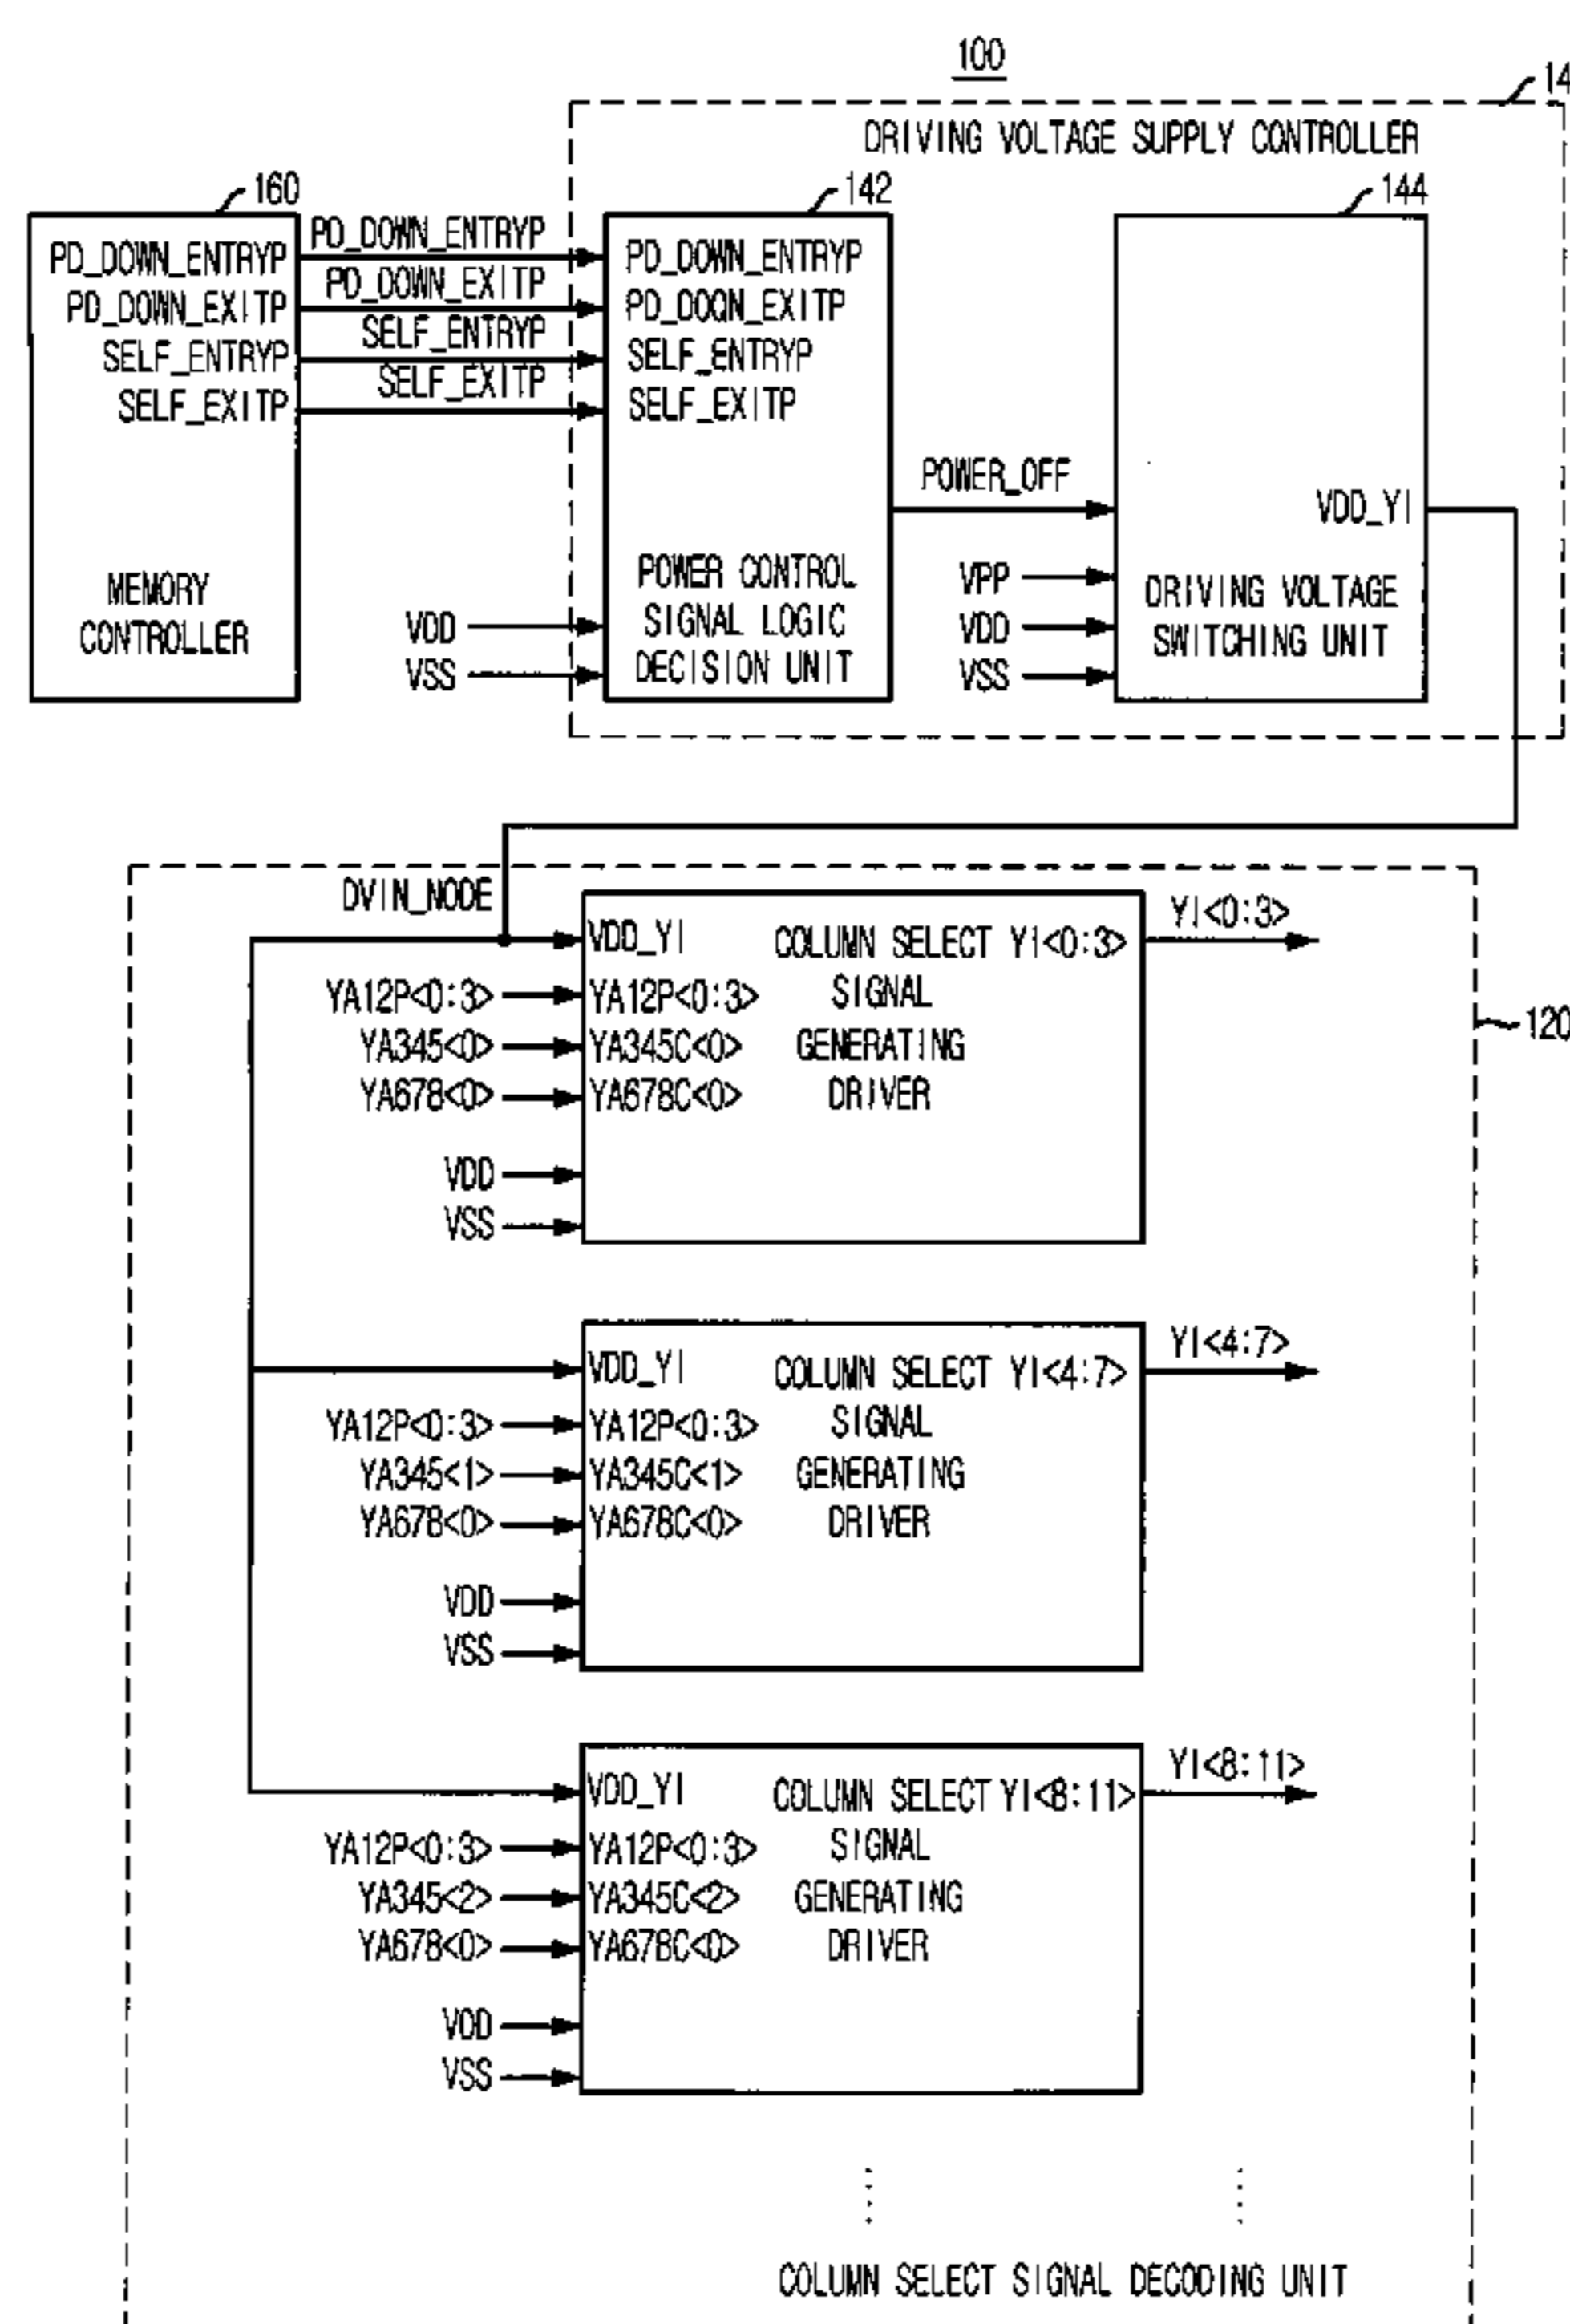 100
14
DRIVING VOLTAGE SUPPLY CONTROLLER
160
142
144
PD_DOWN_ENTRYP
PD_DOWN_EXITP
SELF_ENTRYP
SELF_EXITP
MEMORY
CONTROLLER
PD_DOWN_ENTRYP
PD_DOWN_EXITP
SELF_ENTRYP
SELF_EXITP
VDD
VSS
PD_DOWN_ENTRYP
PD_DOQN_EXITP
SELF_ENTRYP
SELF_EXITP
POWER CONTROL
SIGNAL LOGIC
DECISION UNIT
POWER_OFF
VPP
VDD
VSS
VDD_YI
DRIVING VOLTAGE
SWITCHING UNIT
DVIN_NODE
VDD_YI
COLUMN SELECT YI<0:3>
SIGNAL
GENERATING
DRIVER
YI<0:3>
YA12P<0:3>
YA12P<0:3>
YA345<0>
YA345C<0>
YA678<0>
YA678C<0>
VDD
VSS
120
VDD_YI
COLUMN SELECT YI<4:7>
SIGNAL
GENERATING
DRIVER
YI<4:7>
YA12P<0:3>
YA12P<0:3>
YA345<1>
YA345C<1>
YA678<0>
YA678C<0>
VDD
VSS
VDD_YI
COLUMN SELECT YI<8:11>
SIGNAL
GENERATING
DRIVER
YI<8:11>
YA12P<0:3>
YA12P<0:3>
YA345<2>
YA345C<2>
YA678<0>
YA678C<0>
VDD
VSS
COLUMN SELECT SIGNAL DECODING UNIT